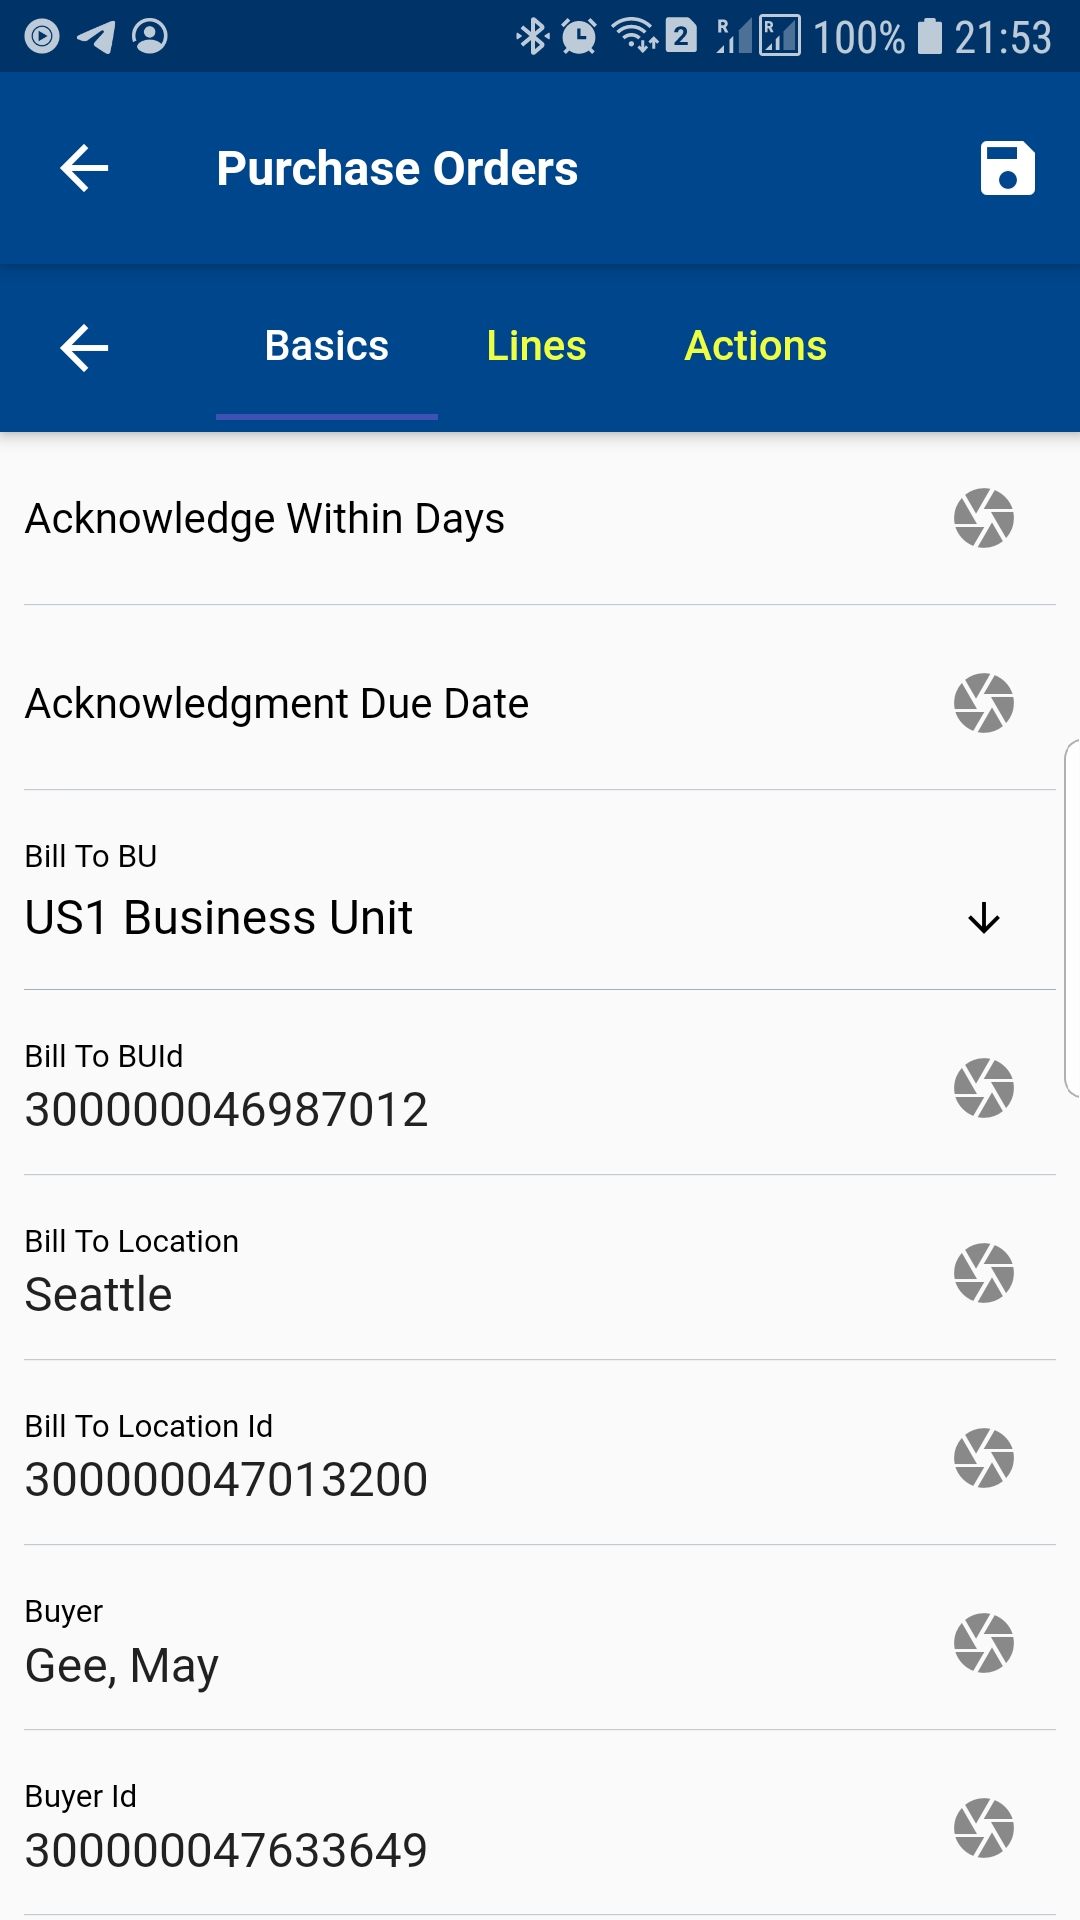 2 R R 100% 21:53
Purchase Orders
Basics Lines Actions
Acknowledge Within Days
Acknowledgment Due Date
Bill To BU
US1 Business Unit
Bill To BUId
300000046987012
Bill To Location
Seattle
Bill To Location Id
300000047013200
Buyer
Gee, May
Buyer Id
300000047633649